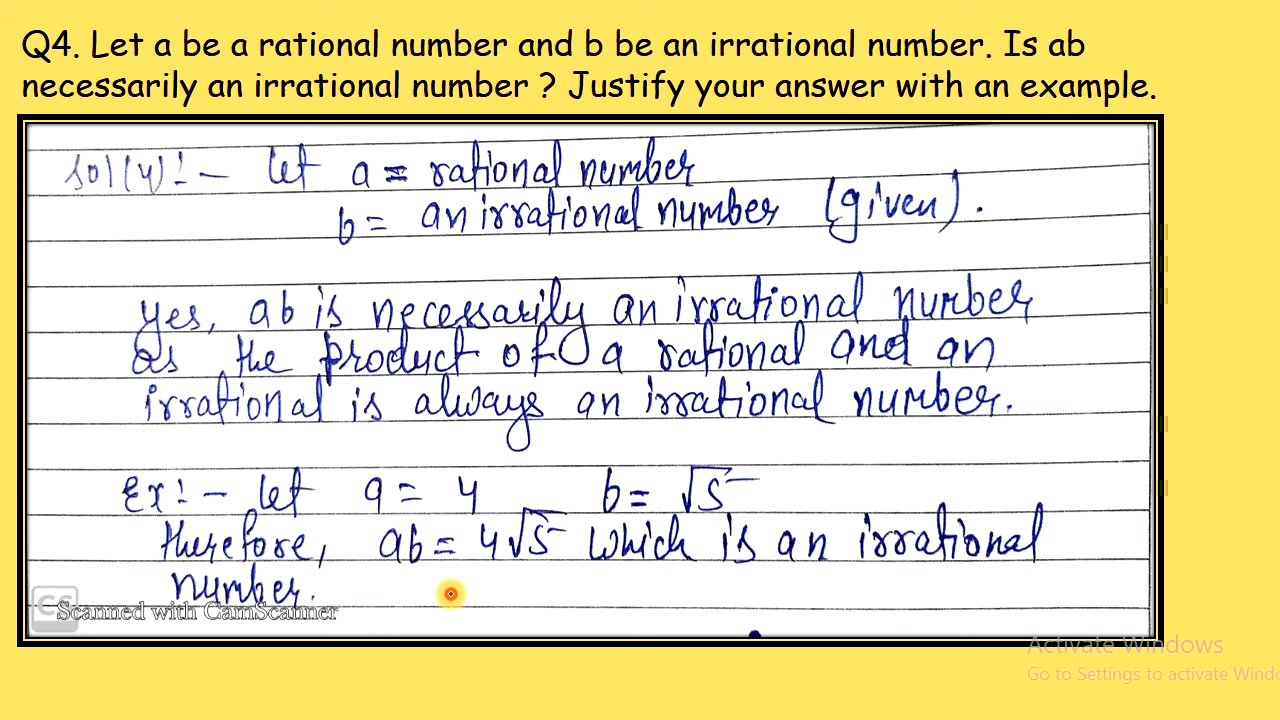 Q4. Let a be a rational number and b be an irrational number. Is ab
necessarily an irrational number ? Justify your answer with an example.
Sol(4)!- let a = rational number
b = an irrational number (given).
yes, ab is necessarily an irrational number
as the product of a rational and an
irrational is always an irrational number.
Ex!- let a = 4 b = √5
therefore, ab = 4√5 which is an irrational
number.
CS Scanned with CamScanner
Activate Windows
Go to Settings to activate Windo